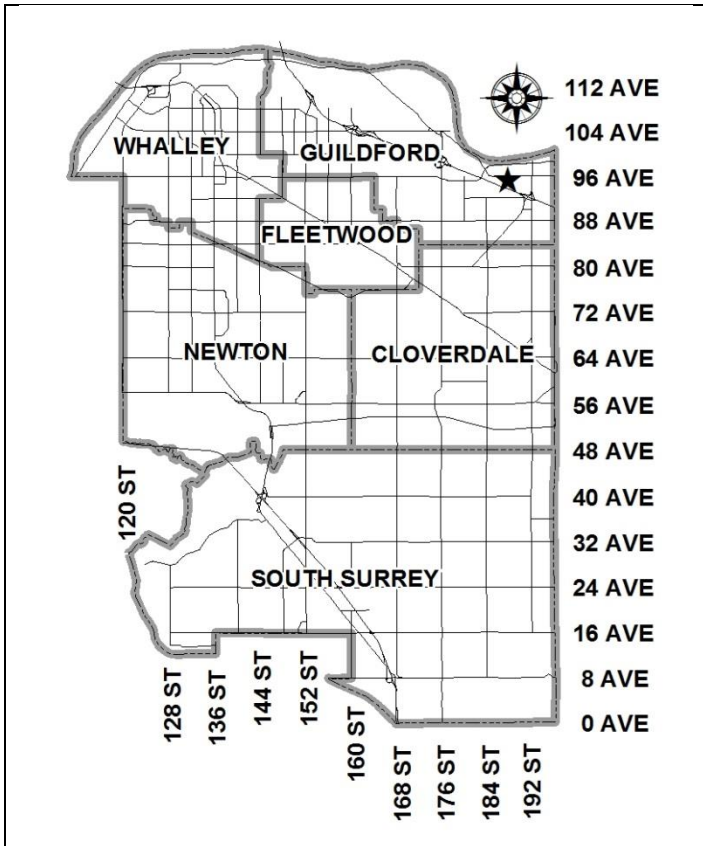 112 AVE
104 AVE
WHALLEY
GUILDFORD
96 AVE
88 AVE
FLEETWOOD
80 AVE
72 AVE
NEWTON
CLOVERDALE
64 AVE
56 AVE
48 AVE
120 ST
40 AVE
32 AVE
SOUTH SURREY
24 AVE
16 AVE
8 AVE
0 AVE
128 ST
136 ST
144 ST
152 ST
160 ST
168 ST
176 ST
184 ST
192 ST